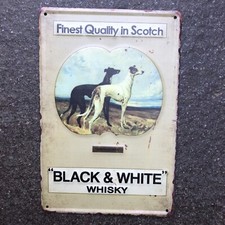 Finest Quality in Scotch
"BLACK & WHITE"
WHISKY